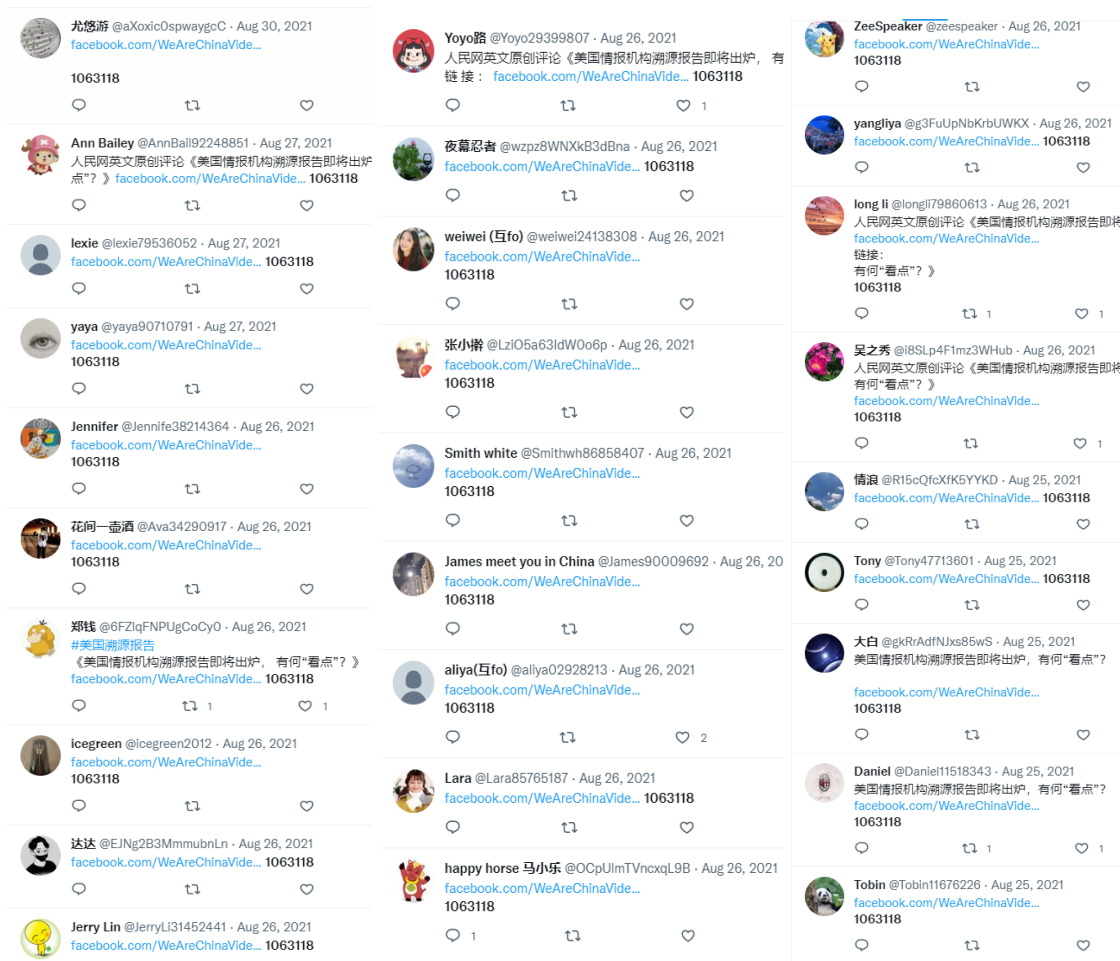 尤悠游 @aXoxic0spwaygcC · Aug 30, 2021
facebook.com/WeAreChinaVide...
1063118
Ann Bailey @AnnBail92248851 · Aug 27, 2021
人民网英文原创评论《美国情报机构溯源报告即将出炉
点”？》facebook.com/WeAreChinaVide... 1063118
lexie @lexie79536052 · Aug 27, 2021
facebook.com/WeAreChinaVide... 1063118
yaya @yaya90710791 · Aug 27, 2021
facebook.com/WeAreChinaVide...
1063118
Jennifer @Jennife38214364 · Aug 26, 2021
facebook.com/WeAreChinaVide...
1063118
花间一壶酒 @Ava34290917 · Aug 26, 2021
facebook.com/WeAreChinaVide...
1063118
郑钱 @6FZlqFNPUgCoCy0 · Aug 26, 2021
#美国溯源报告
《美国情报机构溯源报告即将出炉， 有何“看点”？》
facebook.com/WeAreChinaVide... 1063118
1 1
icegreen @icegreen2012 · Aug 26, 2021
facebook.com/WeAreChinaVide...
1063118
达达 @EJNg2B3MmmubnLn · Aug 26, 2021
facebook.com/WeAreChinaVide... 1063118
Jerry Lin @JerryLi31452441 · Aug 26, 2021
facebook.com/WeAreChinaVide... 1063118
Yoyo路 @Yoyo29399807 · Aug 26, 2021
人民网英文原创评论《美国情报机构溯源报告即将出炉， 有
链 接 ： facebook.com/WeAreChinaVide... 1063118
1
夜幕忍者 @wzpz8WNXkB3dBna · Aug 26, 2021
facebook.com/WeAreChinaVide... 1063118
weiwei (互fo) @weiwei24138308 · Aug 26, 2021
facebook.com/WeAreChinaVide...
1063118
张小擀 @LziO5a63IdW0o6p · Aug 26, 2021
facebook.com/WeAreChinaVide...
1063118
Smith white @Smithwh86858407 · Aug 26, 2021
facebook.com/WeAreChinaVide...
1063118
James meet you in China @James90009692 · Aug 26, 20
facebook.com/WeAreChinaVide...
1063118
aliya(互fo) @aliya02928213 · Aug 26, 2021
facebook.com/WeAreChinaVide...
1063118
2
Lara @Lara85765187 · Aug 26, 2021
facebook.com/WeAreChinaVide... 1063118
happy horse 马小乐 @OCpUlmTVncxqL9B · Aug 26, 2021
facebook.com/WeAreChinaVide...
1063118
1
ZeeSpeaker @zeespeaker · Aug 26, 2021
facebook.com/WeAreChinaVide...
1063118
yangliya @g3FuUpNbKrbUWKX · Aug 26, 2021
facebook.com/WeAreChinaVide... 1063118
long li @longli79860613 · Aug 26, 2021
人民网英文原创评论《美国情报机构溯源报告即将
facebook.com/WeAreChinaVide...
链接：
有何“看点”？》
1063118
1 1
吴之秀 @i8SLp4F1mz3WHub · Aug 26, 2021
人民网英文原创评论《美国情报机构溯源报告即将
有何“看点”？》
facebook.com/WeAreChinaVide...
1063118
1
情浪 @R15cQfcXfK5YYKD · Aug 25, 2021
facebook.com/WeAreChinaVide... 1063118
Tony @Tony47713601 · Aug 25, 2021
facebook.com/WeAreChinaVide... 1063118
大白 @gkRrAdfNJxs85wS · Aug 25, 2021
美国情报机构溯源报告即将出炉，有何“看点”？
facebook.com/WeAreChinaVide...
1063118
Daniel @Daniel11518343 · Aug 25, 2021
美国情报机构溯源报告即将出炉，有何“看点”？
facebook.com/WeAreChinaVide...
1063118
1 1
Tobin @Tobin11676226 · Aug 25, 2021
facebook.com/WeAreChinaVide...
1063118